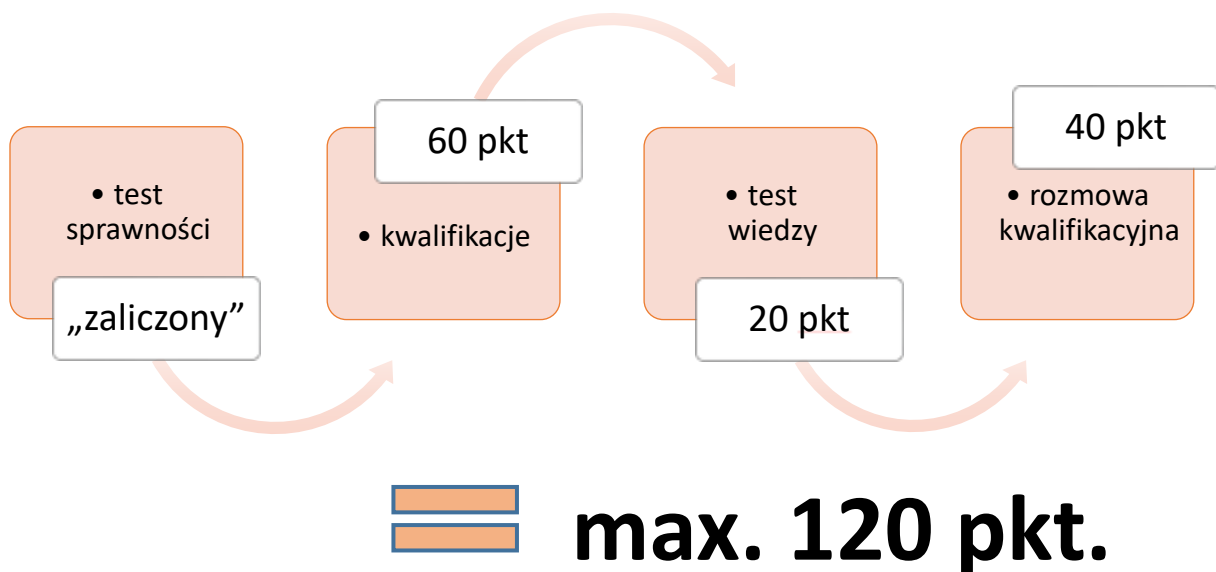 • test
sprawności
„zaliczony”
60 pkt
• kwalifikacje
• test
wiedzy
20 pkt
40 pkt
• rozmowa
kwalifikacyjna
max. 120 pkt.